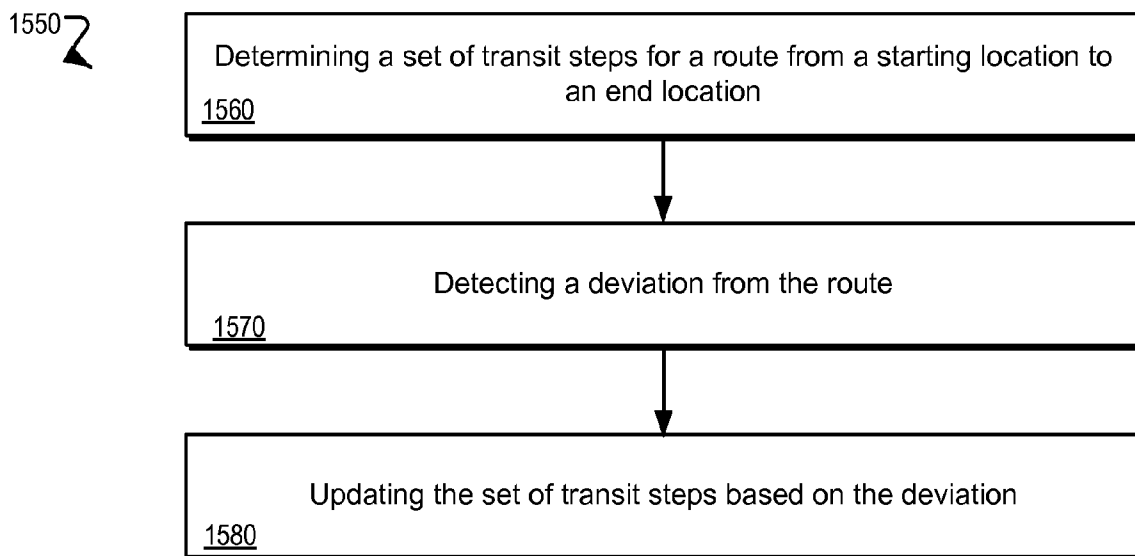 1550
Determining a set of transit steps for a route from a starting location to
an end location
1560
Detecting a deviation from the route
1570
Updating the set of transit steps based on the deviation
1580